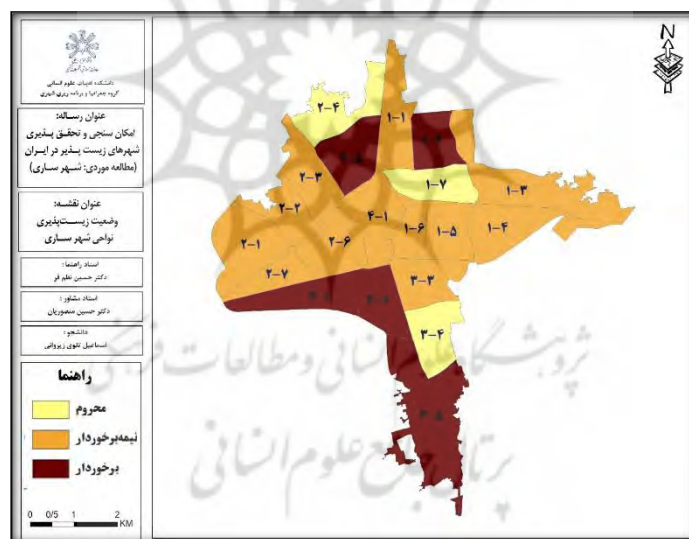 دانشکده ادبیات علوم انسانی
گروه جغرافیا و برنامه ریزی شهری
عنوان رساله:
امکان سنجی و تحقق پذیری
شهرهای زیست پذیر در ایران
(مطالعه موردی: شهر ساری)
عنوان نقشه:
وضعیت زیست‌پذیری
نواحی شهر ساری
استاد راهنما:
دکتر حسین نظم فر
استاد مشاور:
دکتر حسین منصوریان
دانشجو:
اسماعیل تقوی زیروانی
راهنما
محروم
نیمه‌برخوردار
برخوردار
0 0/5 1 2
KM
N
۲-۴
۱-۱
۱-۷
۱-۳
۲-۳
۲-۲
۴-۱
۱-۶
۱-۵
۱-۴
۲-۱
۲-۶
۲-۷
۳-۳
۳-۴
پژوهشگاه علوم انسانی و مطالعات فرهنگی
پرتال جامع علوم انسانی